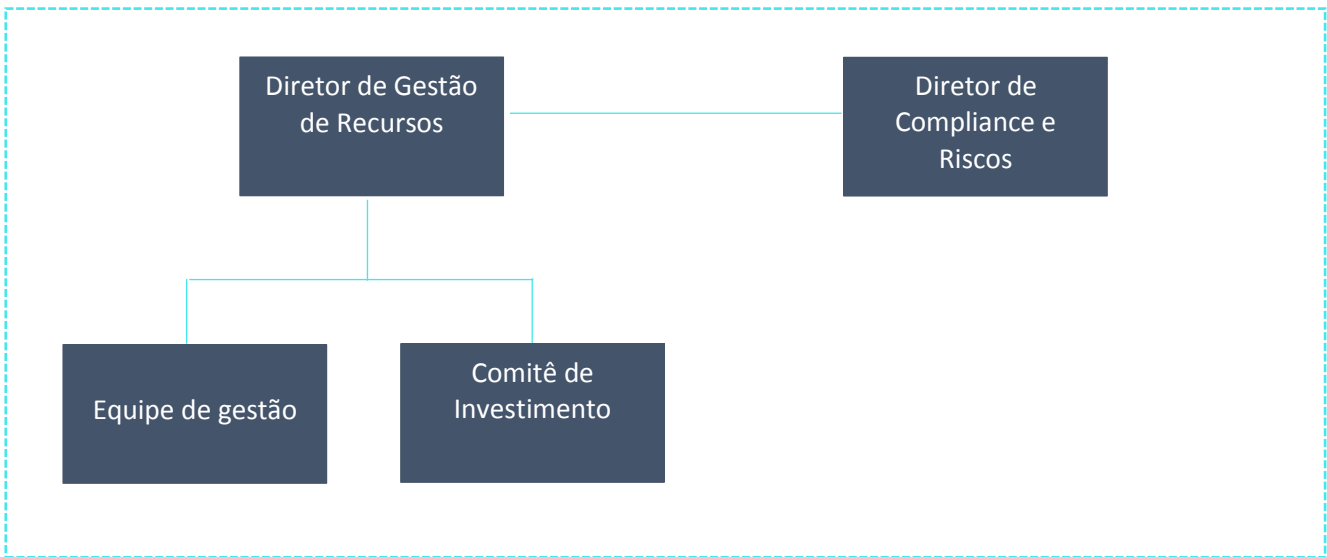 Diretor de Gestão
de Recursos
Diretor de
Compliance e
Riscos
Equipe de gestão
Comitê de
Investimento